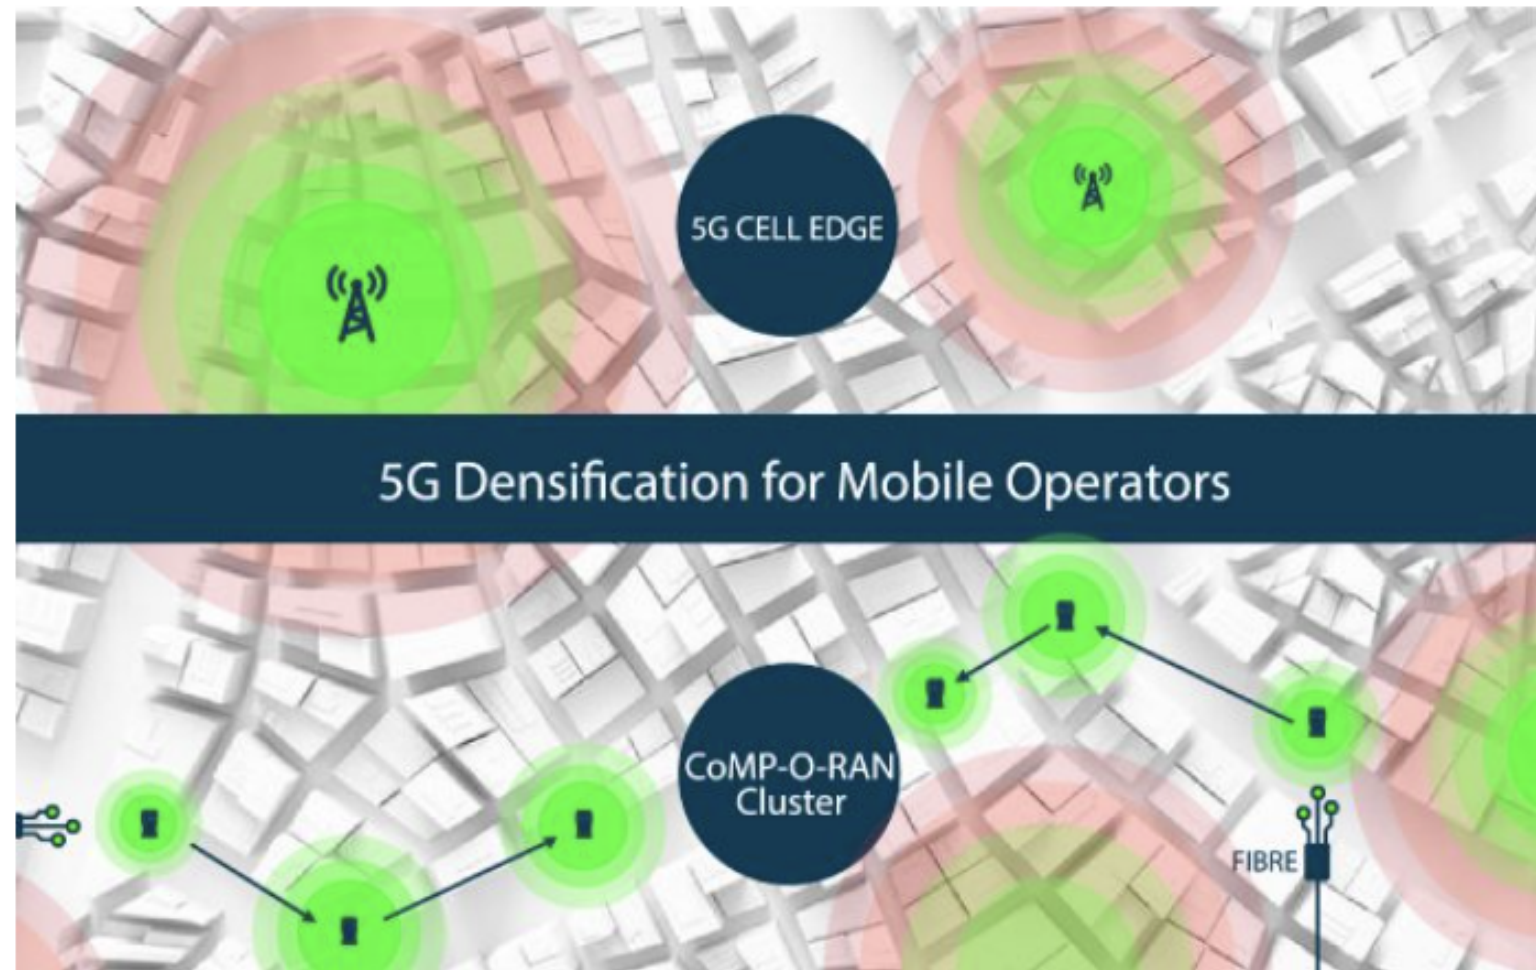 5G CELL EDGE
5G Densification for Mobile Operators
CoMP-O-RAN
Cluster
FIBRE